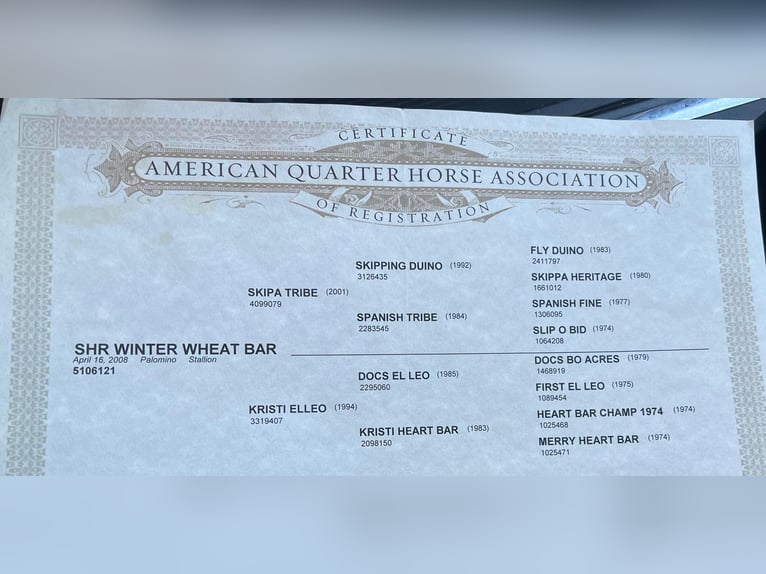 CERTIFICATE
AMERICAN QUARTER HORSE ASSOCIATION
OF REGISTRATION
FLY DUINO (1983)
2411797
SKIPPING DUINO (1992)
3126435
SKIPPA HERITAGE (1980)
1661012
SKIPA TRIBE (2001)
4099079
SPANISH FINE (1977)
1306095
SPANISH TRIBE (1984)
2283545
SLIP O BID (1974)
1064208
SHR WINTER WHEAT BAR
April 16, 2008 Palomino Stallion
5106121
DOCS BO ACRES (1979)
1468919
DOCS EL LEO (1985)
2295060
FIRST EL LEO (1975)
1089454
KRISTI ELLEO (1994)
3319407
HEART BAR CHAMP 1974 (1974)
1025468
KRISTI HEART BAR (1983)
2098150
MERRY HEART BAR (1974)
1025471